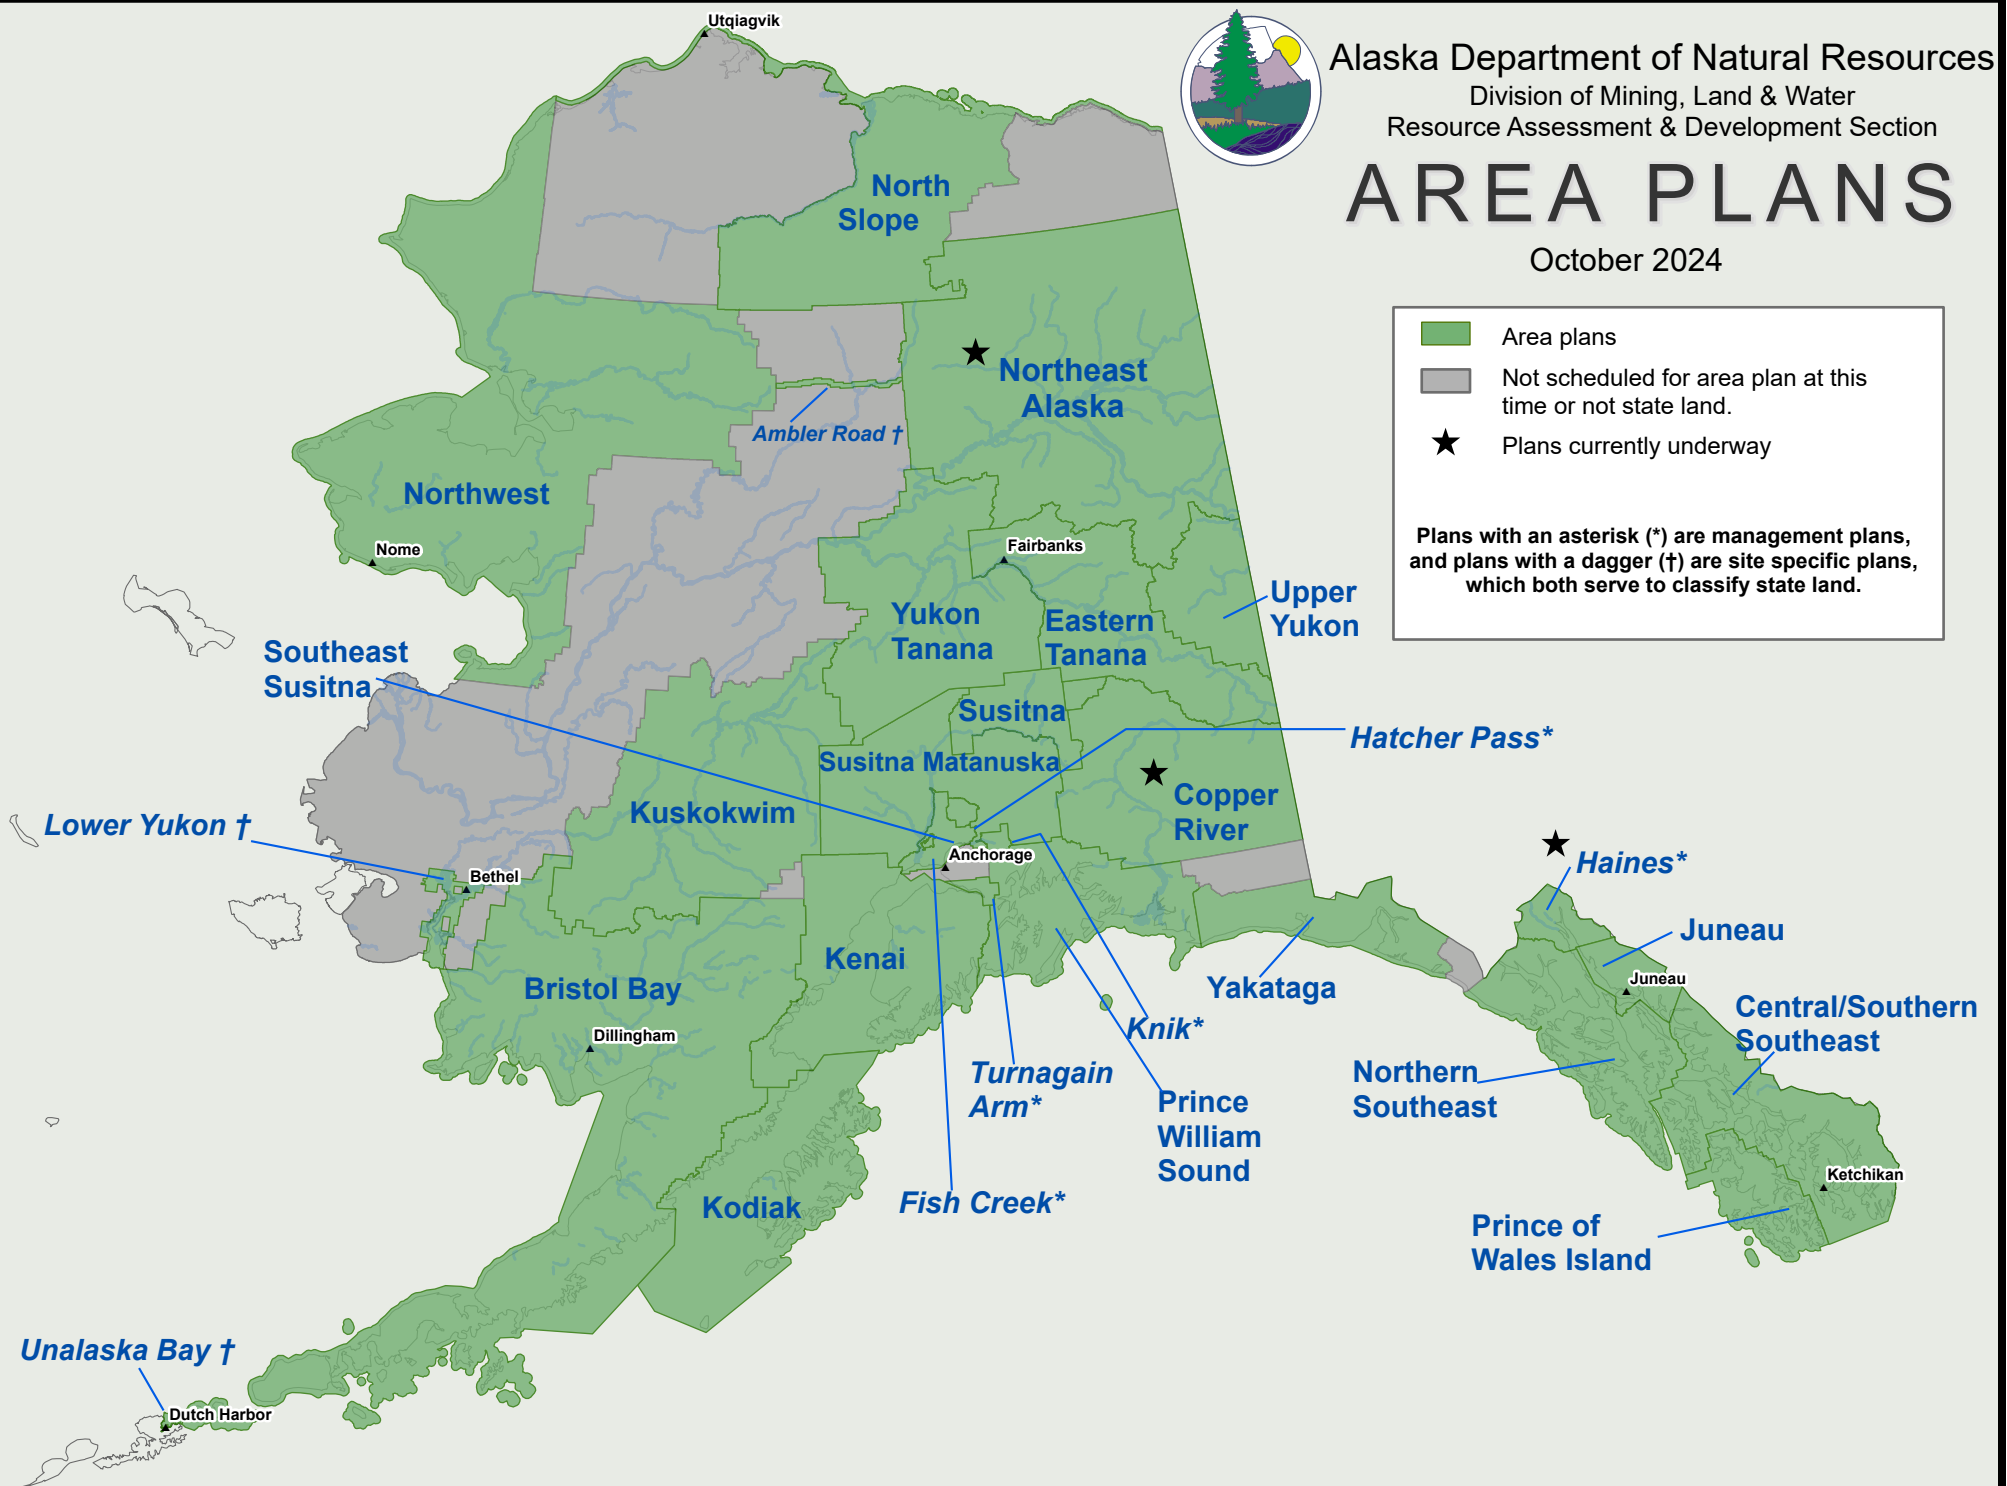 Utqiagvik
Alaska Department of Natural Resources
Division of Mining, Land & Water
Resource Assessment & Development Section
AREA PLANS
October 2024
Area plans
Not scheduled for area plan at this
time or not state land.
Plans currently underway
Plans with an asterisk (*) are management plans,
and plans with a dagger (†) are site specific plans,
which both serve to classify state land.
North
Slope
Northeast
Alaska
Ambler Road †
Northwest
Nome
Fairbanks
Upper
Yukon
Yukon
Tanana
Eastern
Tanana
Southeast
Susitna
Susitna
Hatcher Pass*
Susitna Matanuska
Copper
River
Kuskokwim
Lower Yukon †
Anchorage
Bethel
Haines*
Juneau
Juneau
Kenai
Bristol Bay
Yakataga
Central/Southern
Southeast
Knik*
Dillingham
Turnagain
Arm*
Northern
Southeast
Prince
William
Sound
Ketchikan
Fish Creek*
Kodiak
Prince of
Wales Island
Unalaska Bay †
Dutch Harbor